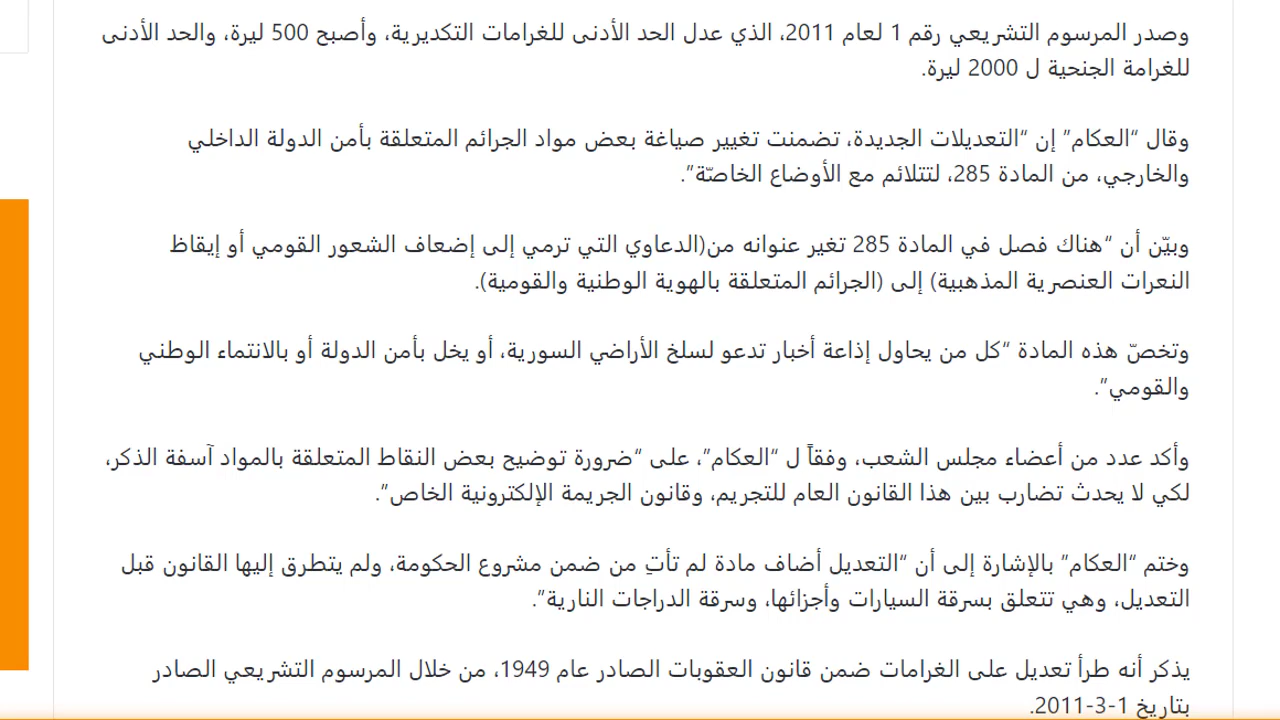 وصدر المرسوم التشريعي رقم 1 لعام 2011، الذي عدل الحد الأدنى للغرامات التكديرية، وأصبح 500 ليرة، والحد الأدنى
للغرامة الجنحية ل 2000 ليرة.
وقال “العكام” إن “التعديلات الجديدة، تضمنت تغيير صياغة بعض مواد الجرائم المتعلقة بأمن الدولة الداخلي
والخارجي، من المادة 285، لتتلائم مع الأوضاع الخاصّة”.
وبيّن أن “هناك فصل في المادة 285 تغير عنوانه من(الدعاوي التي ترمي إلى إضعاف الشعور القومي أو إيقاظ
النعرات العنصرية المذهبية) إلى (الجرائم المتعلقة بالهوية الوطنية والقومية).
وتخصّ هذه المادة “كل من يحاول إذاعة أخبار تدعو لسلخ الأراضي السورية، أو يخل بأمن الدولة أو بالانتماء الوطني
والقومي”.
وأكد عدد من أعضاء مجلس الشعب، وفقاً ل “العكام”، على “ضرورة توضيح بعض النقاط المتعلقة بالمواد آسفة الذكر،
لكي لا يحدث تضارب بين هذا القانون العام للتجريم، وقانون الجريمة الإلكترونية الخاص”.
وختم “العكام” بالإشارة إلى أن “التعديل أضاف مادة لم تأتِ من ضمن مشروع الحكومة، ولم يتطرق إليها القانون قبل
التعديل، وهي تتعلق بسرقة السيارات وأجزائها، وسرقة الدراجات النارية”.
يذكر أنه طرأ تعديل على الغرامات ضمن قانون العقوبات الصادر عام 1949، من خلال المرسوم التشريعي الصادر
بتاريخ 1-3-2011.